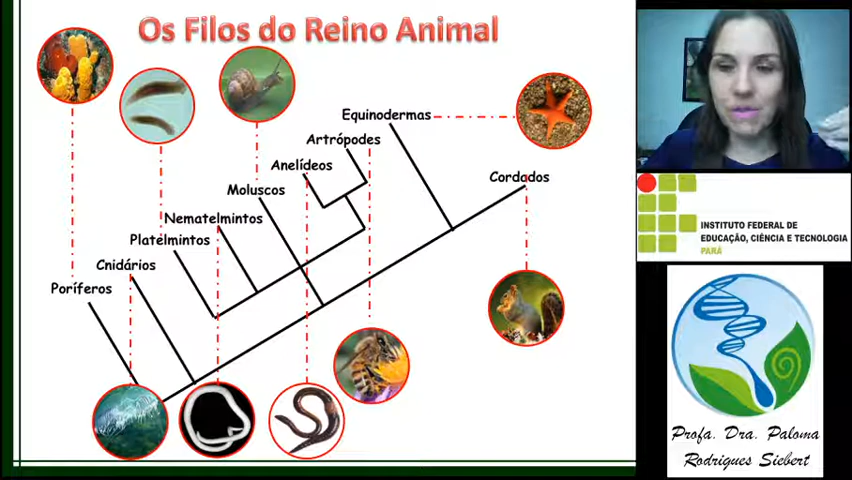 Os Filos do Reino Animal
Equinodermas
Artrópodes
Anelídeos
Cordados
Moluscos
Nematelmintos
Platelmintos
Cnidários
Poríferos
INSTITUTO FEDERAL DE
EDUCAÇÃO, CIÊNCIA E TECNOLOGIA
PARÁ
Profa. Dra. Paloma
Rodrigues Siebert